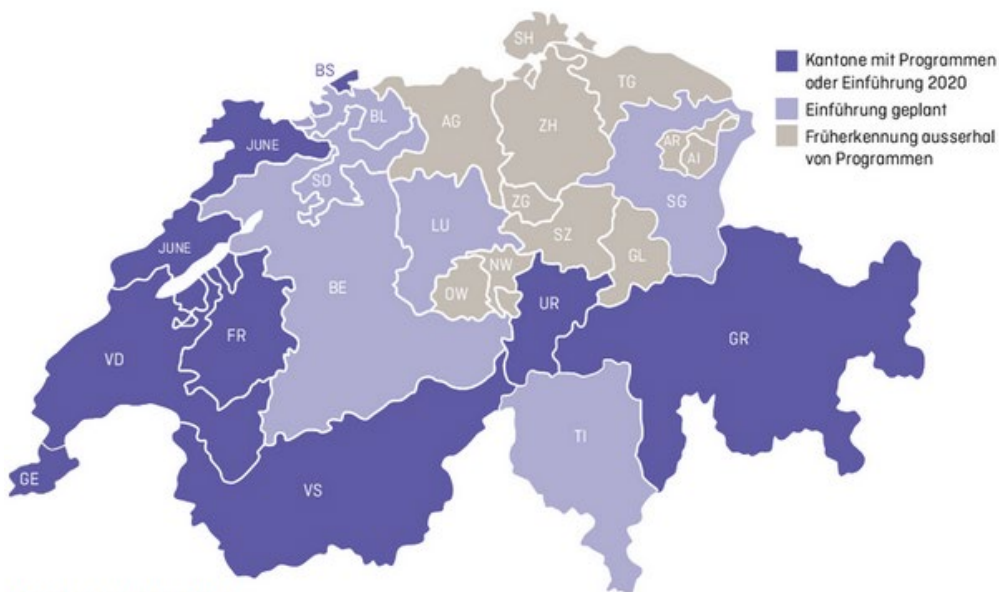 SH
Kantone mit Programmen
oder Einführung 2020
Einführung geplant
Früherkennung ausserhal
von Programmen
BS
TG
BL
AG
ZH
JUNE
AR
AI
SO
ZG
SG
LU
SZ
JUNE
NW
GL
BE
OW
UR
FR
GR
VD
TI
GE
VS